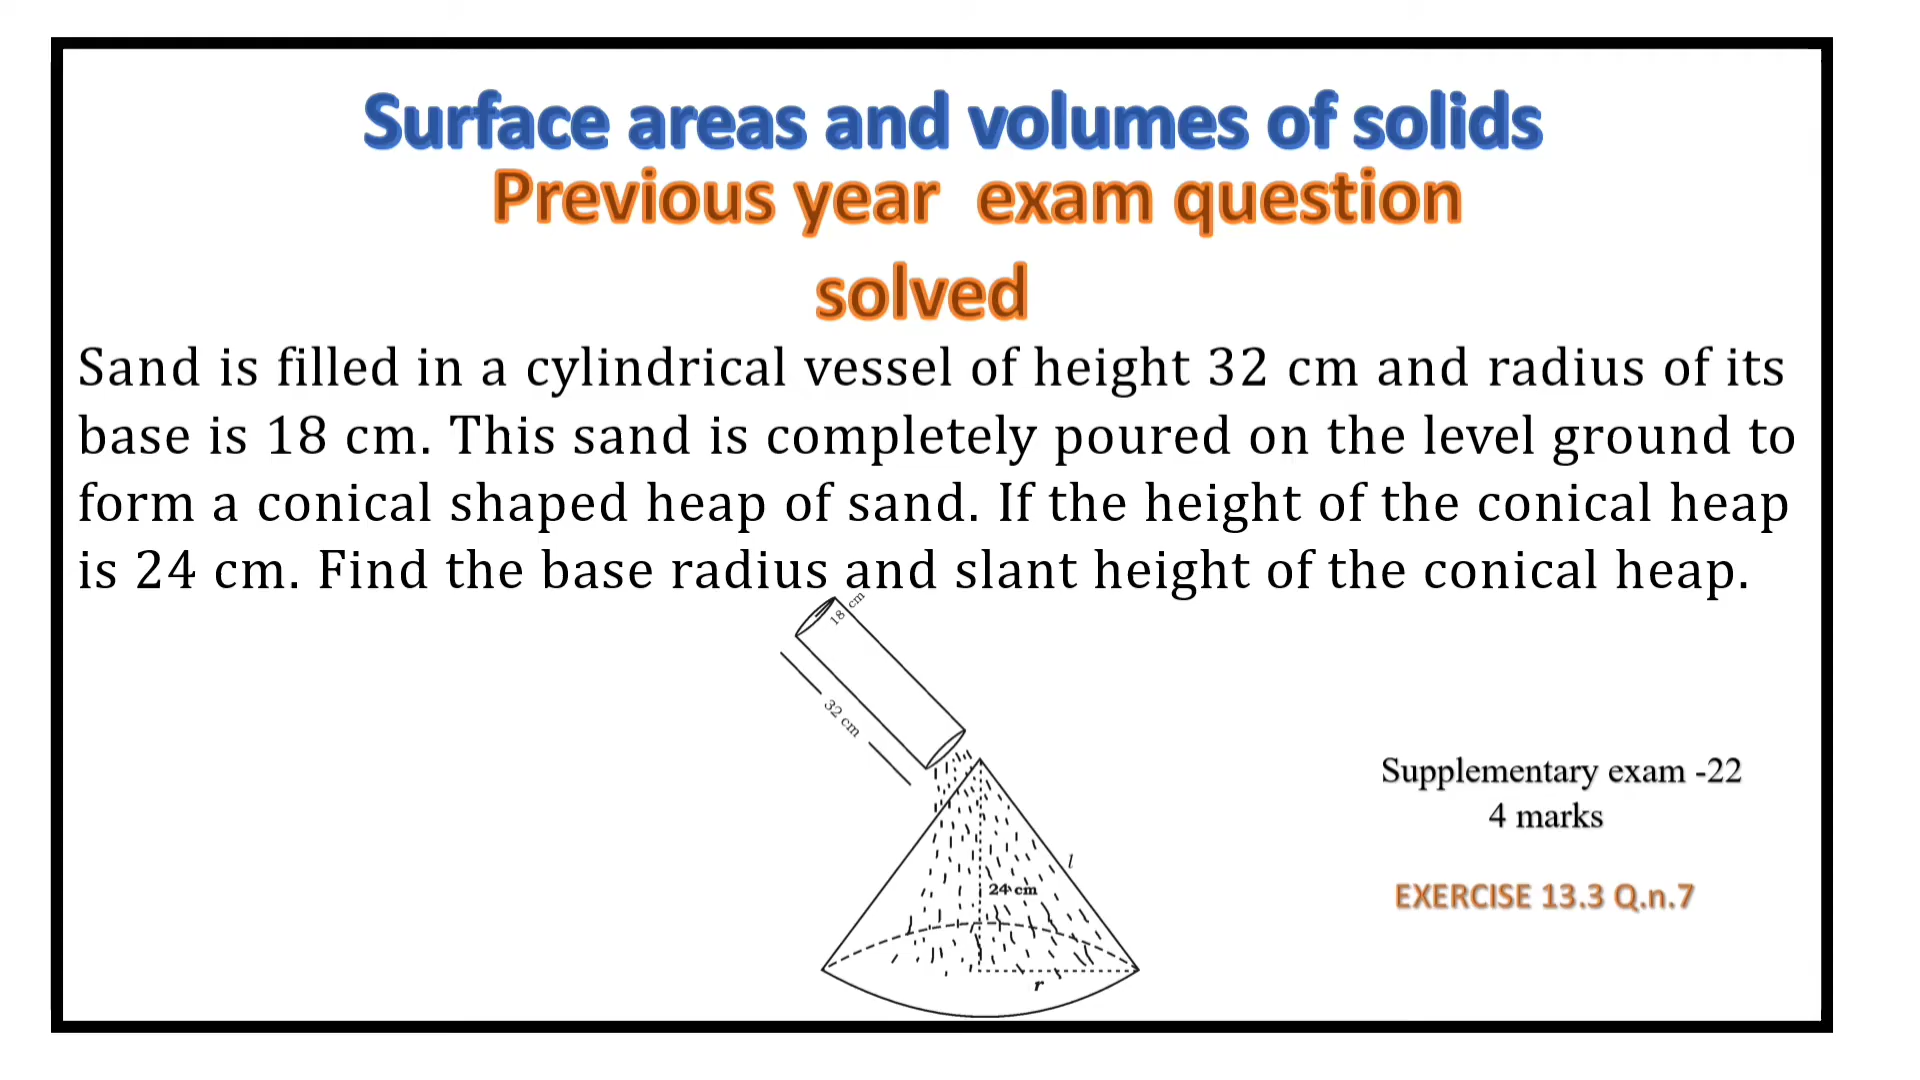 Surface areas and volumes of solids
Previous year exam question
solved
Sand is filled in a cylindrical vessel of height 32 cm and radius of its
base is 18 cm. This sand is completely poured on the level ground to
form a conical shaped heap of sand. If the height of the conical heap
is 24 cm. Find the base radius and slant height of the conical heap.
18 cm
32 cm
Supplementary exam -22
4 marks
l
24 cm
EXERCISE 13.3 Q.n.7
r